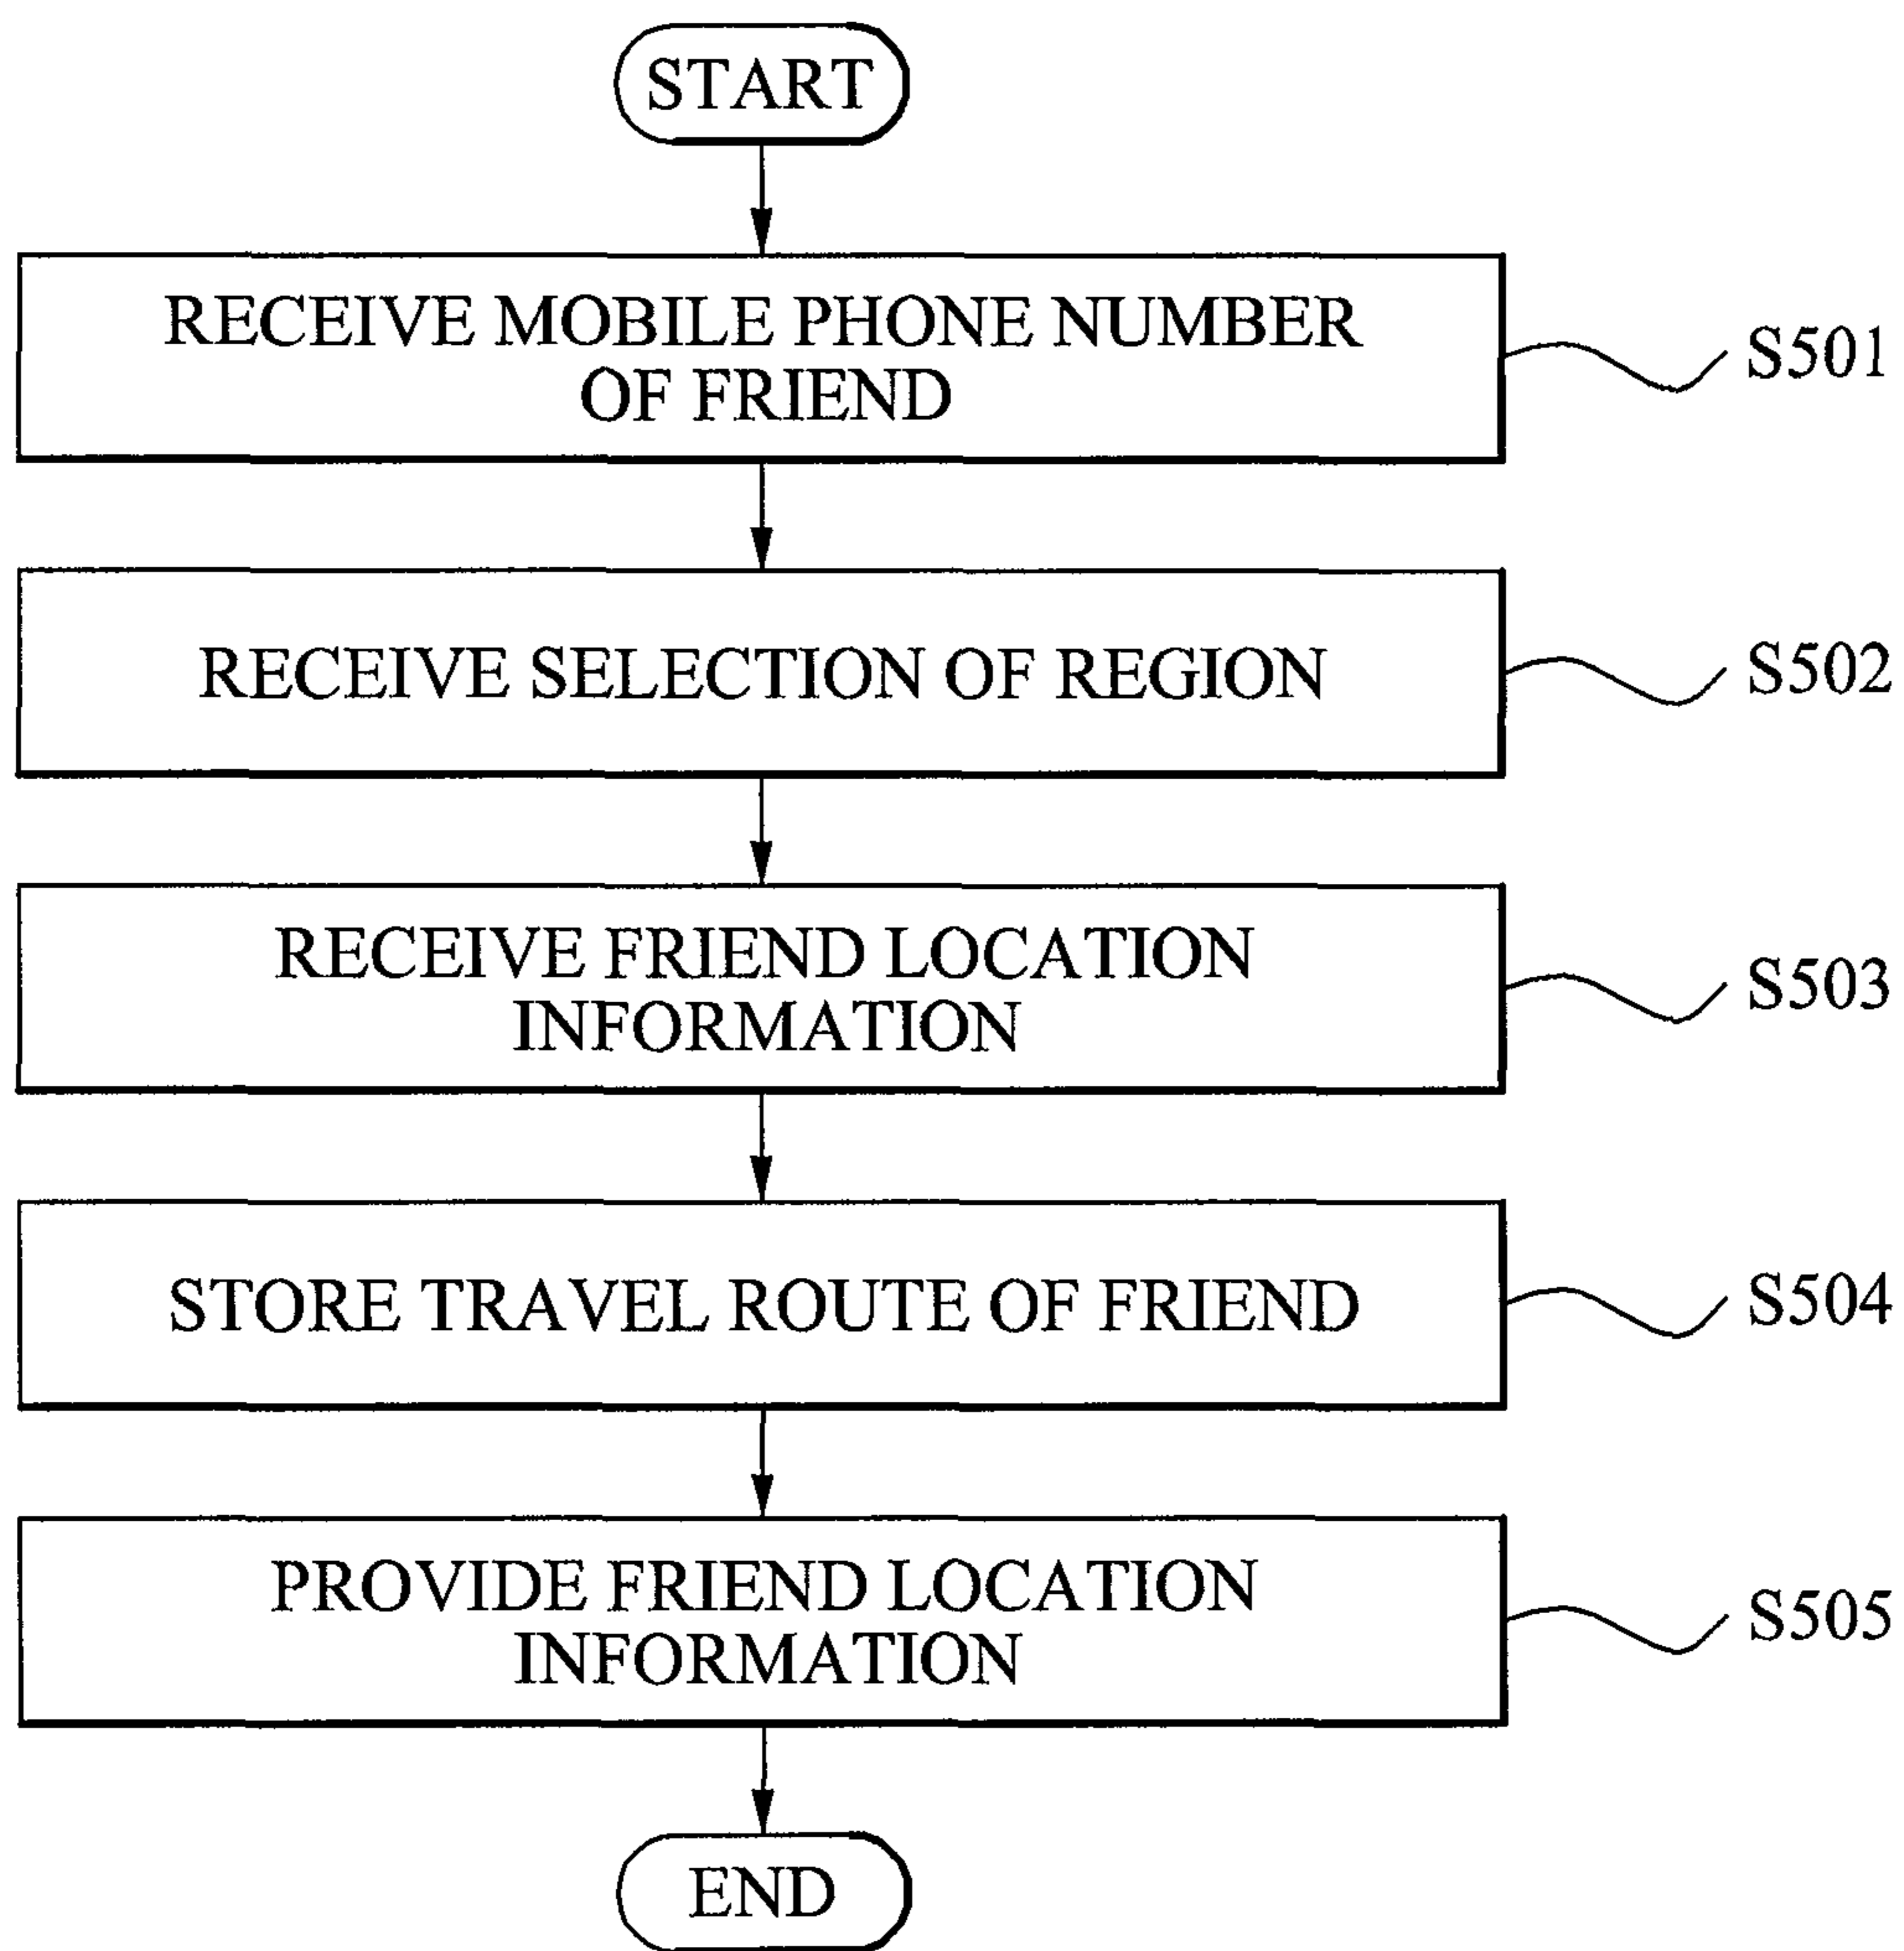 START
RECEIVE MOBILE PHONE NUMBER
OF FRIEND
S501
RECEIVE SELECTION OF REGION
S502
RECEIVE FRIEND LOCATION
INFORMATION
S503
STORE TRAVEL ROUTE OF FRIEND
S504
PROVIDE FRIEND LOCATION
INFORMATION
S505
END